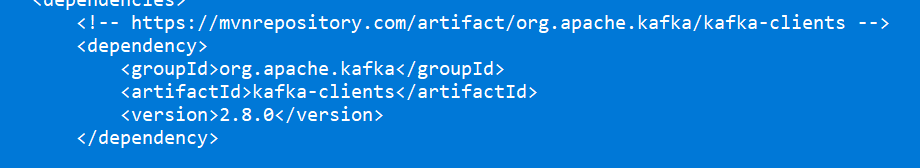 <dependencies>
<!-- https://mvnrepository.com/artifact/org.apache.kafka/kafka-clients -->
<dependency>
<groupId>org.apache.kafka</groupId>
<artifactId>kafka-clients</artifactId>
<version>2.8.0</version>
</dependency>